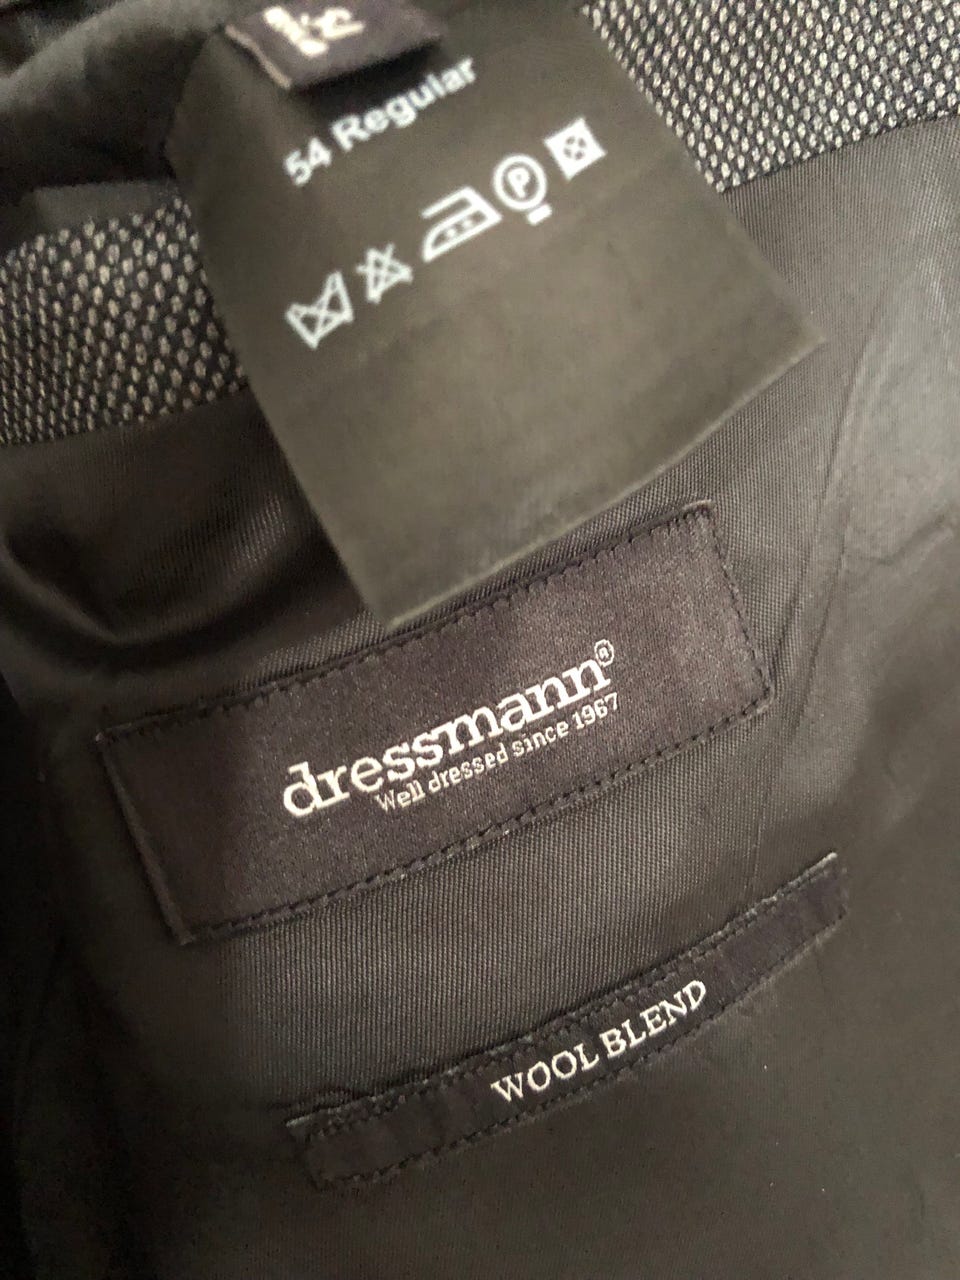 54 Regular
P
dressmann®
Well dressed since 1967
WOOL BLEND